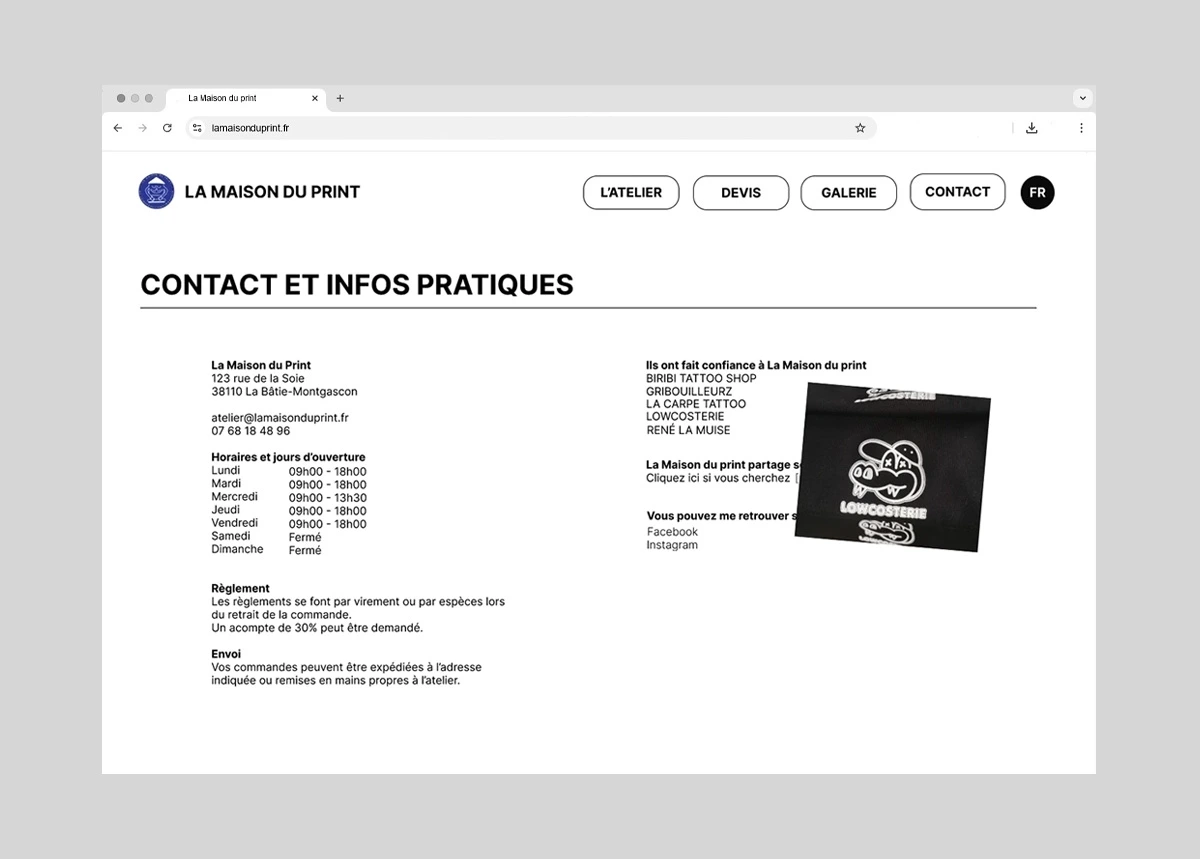 La Maison du print
lamaisonduprint.fr
LA MAISON DU PRINT
L'ATELIER
DEVIS
GALERIE
CONTACT
FR
CONTACT ET INFOS PRATIQUES
La Maison du Print
123 rue de la Soie
38110 La Bâtie-Montgascon
atelier@lamaisonduprint.fr
07 68 18 48 96
Horaires et jours d'ouverture
Lundi 09h00 - 18h00
Mardi 09h00 - 18h00
Mercredi 09h00 - 13h30
Jeudi 09h00 - 18h00
Vendredi 09h00 - 18h00
Samedi Fermé
Dimanche Fermé
Règlement
Les règlements se font par virement ou par espèces lors
du retrait de la commande.
Un acompte de 30% peut être demandé.
Envoi
Vos commandes peuvent être expédiées à l'adresse
indiquée ou remises en mains propres à l'atelier.
Ils ont fait confiance à La Maison du print
BIRIBI TATTOO SHOP
GRIBOUILLEURZ
LA CARPE TATTOO
LOWCOSTERIE
RENÉ LA MUISE
La Maison du print partage
Cliquez ici si vous cherchez
Vous pouvez me retrouver
Facebook
Instagram
LOWCOSTERIE
LOWCOSTERIE